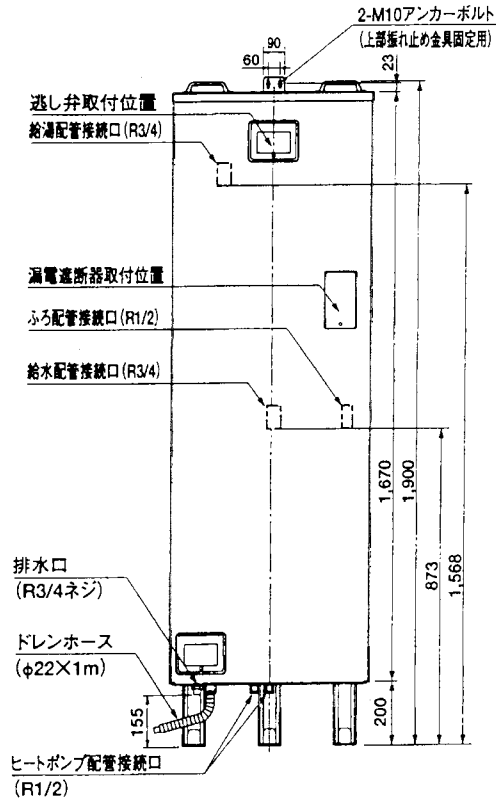 2-M10アンカーボルト
(上部振れ止め金具固定用)
90
60
23
逃し弁取付位置
給湯配管接続口(R3/4)
漏電遮断器取付位置
ふろ配管接続口(R1/2)
給水配管接続口(R3/4)
1,670
1,900
873
1,568
排水口
(R3/4ネジ)
ドレンホース
(φ22×1m)
155
200
ヒートポンプ配管接続口
(R1/2)